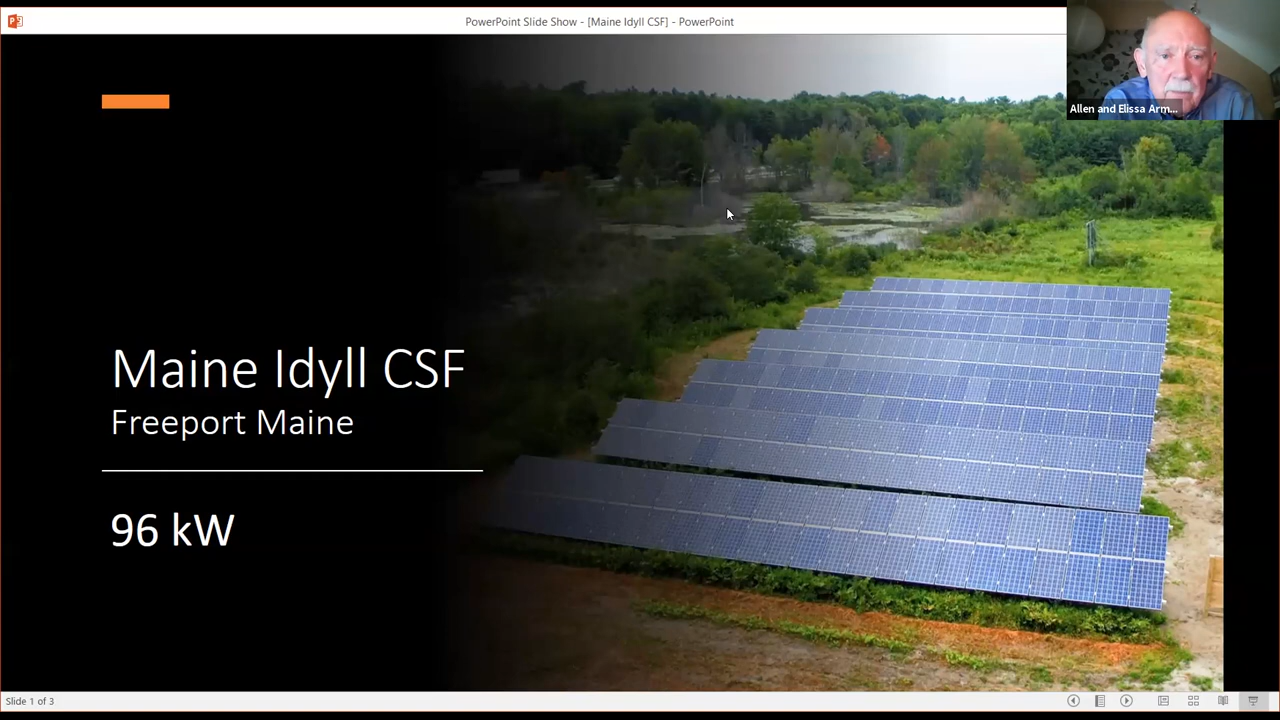 PowerPoint Slide Show - [Maine Idyll CSF] - PowerPoint
Allen and Elissa Arm...
Maine Idyll CSF
Freeport Maine
96 kW
Slide 1 of 3